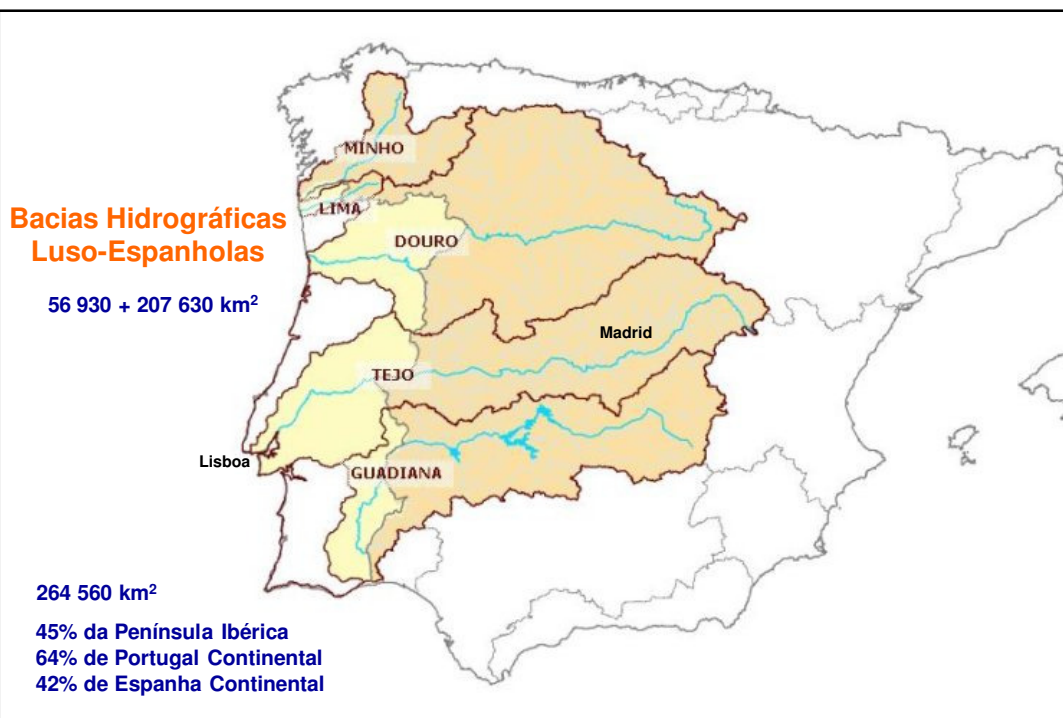 MINHO
LIMA
Bacias Hidrográficas
Luso-Espanholas
DOURO
56 930 + 207 630 km²
Madrid
TEJO
Lisboa
GUADIANA
264 560 km²
45% da Península Ibérica
64% de Portugal Continental
42% de Espanha Continental